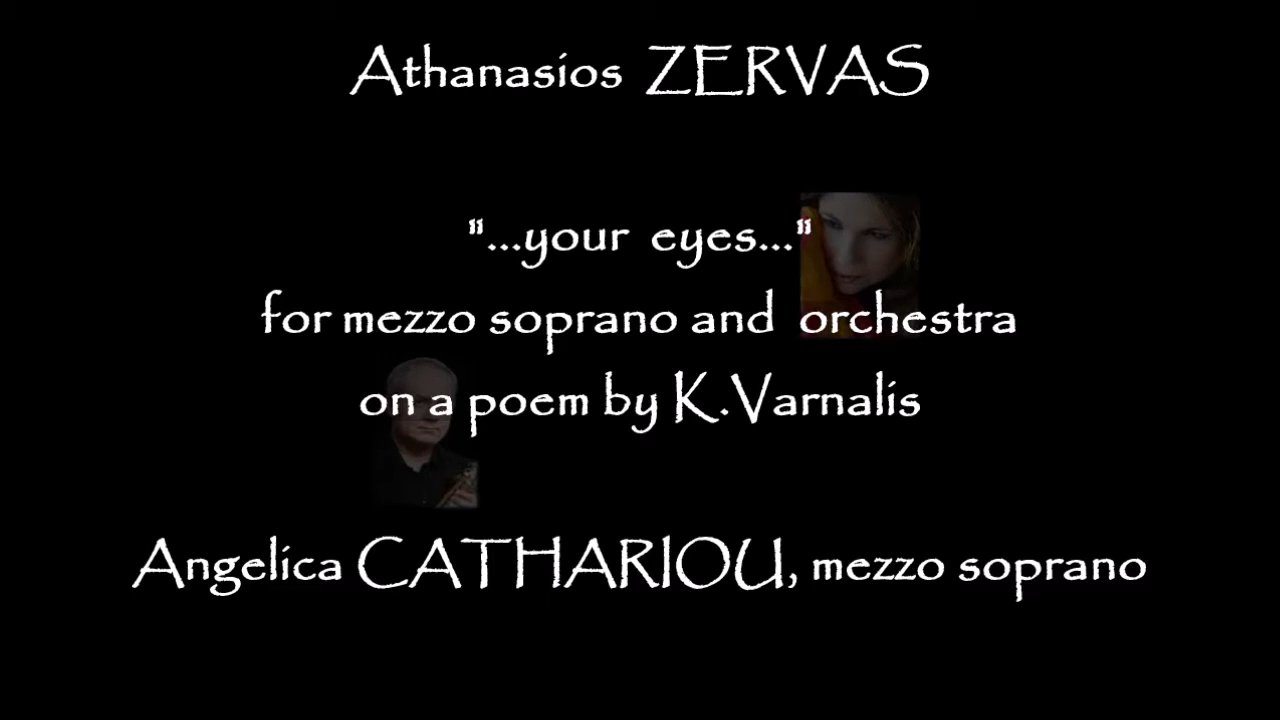 Athanasios ZERVAS
"...your eyes..."
for mezzo soprano and orchestra
on a poem by K.Varnalis
Angelica CATHARIOU, mezzo soprano